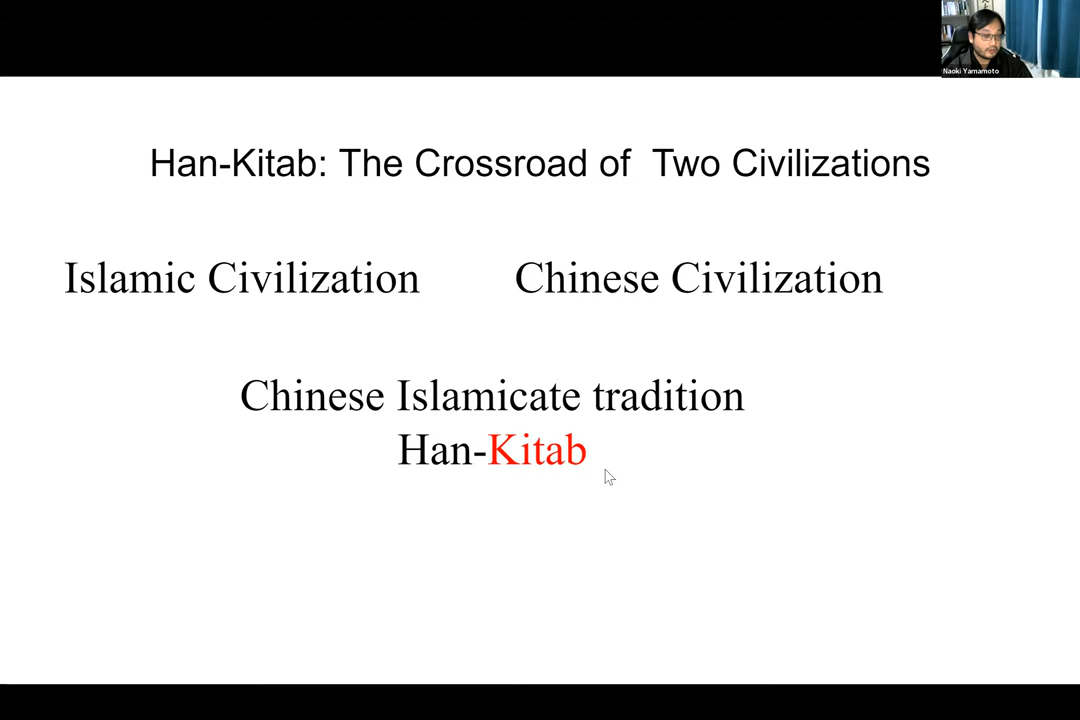 Naoki Yamamoto
Han-Kitab: The Crossroad of  Two Civilizations
Islamic Civilization
Chinese Civilization
Chinese Islamicate tradition
Han-Kitab